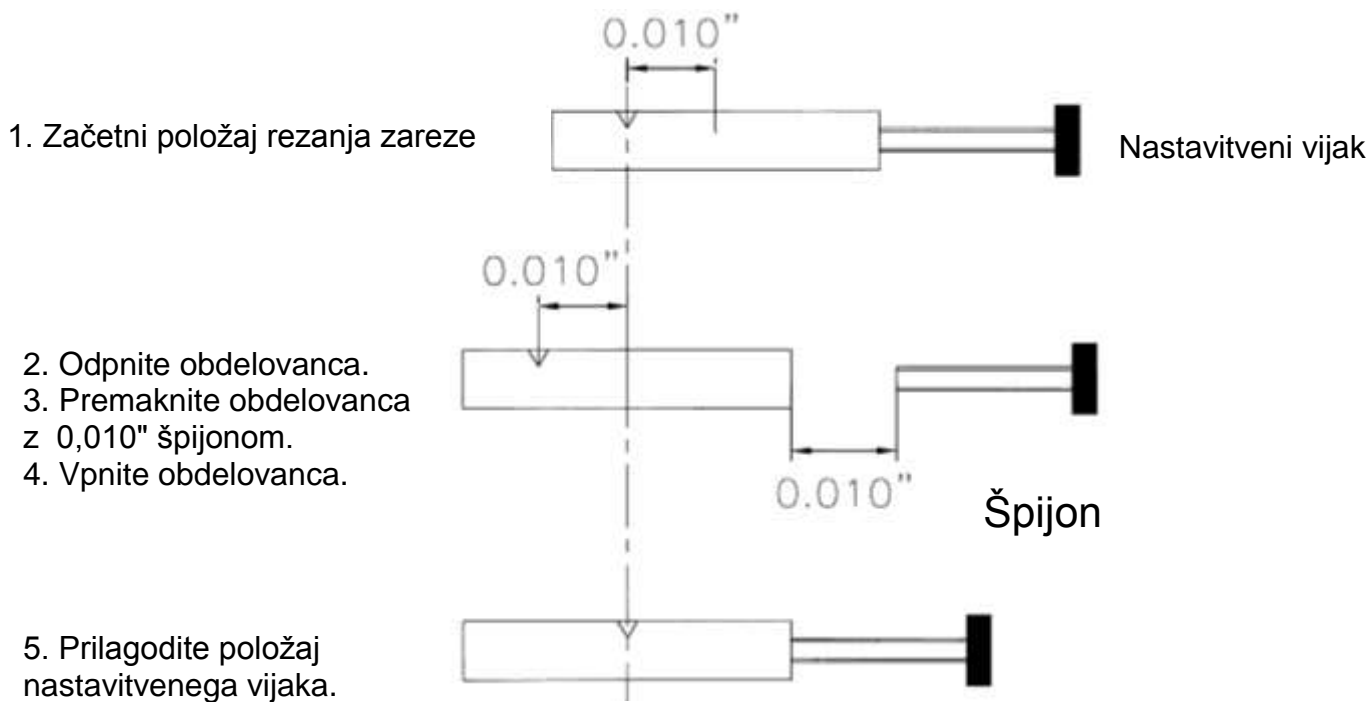 0.010"
1. Začetni položaj rezanja zareze
Nastavitveni vijak
0.010"
2. Odpnite obdelovanca.
3. Premaknite obdelovanca
z 0,010" špijonom.
4. Vpnite obdelovanca.
0.010"
Špijon
5. Prilagodite položaj
nastavitvenega vijaka.